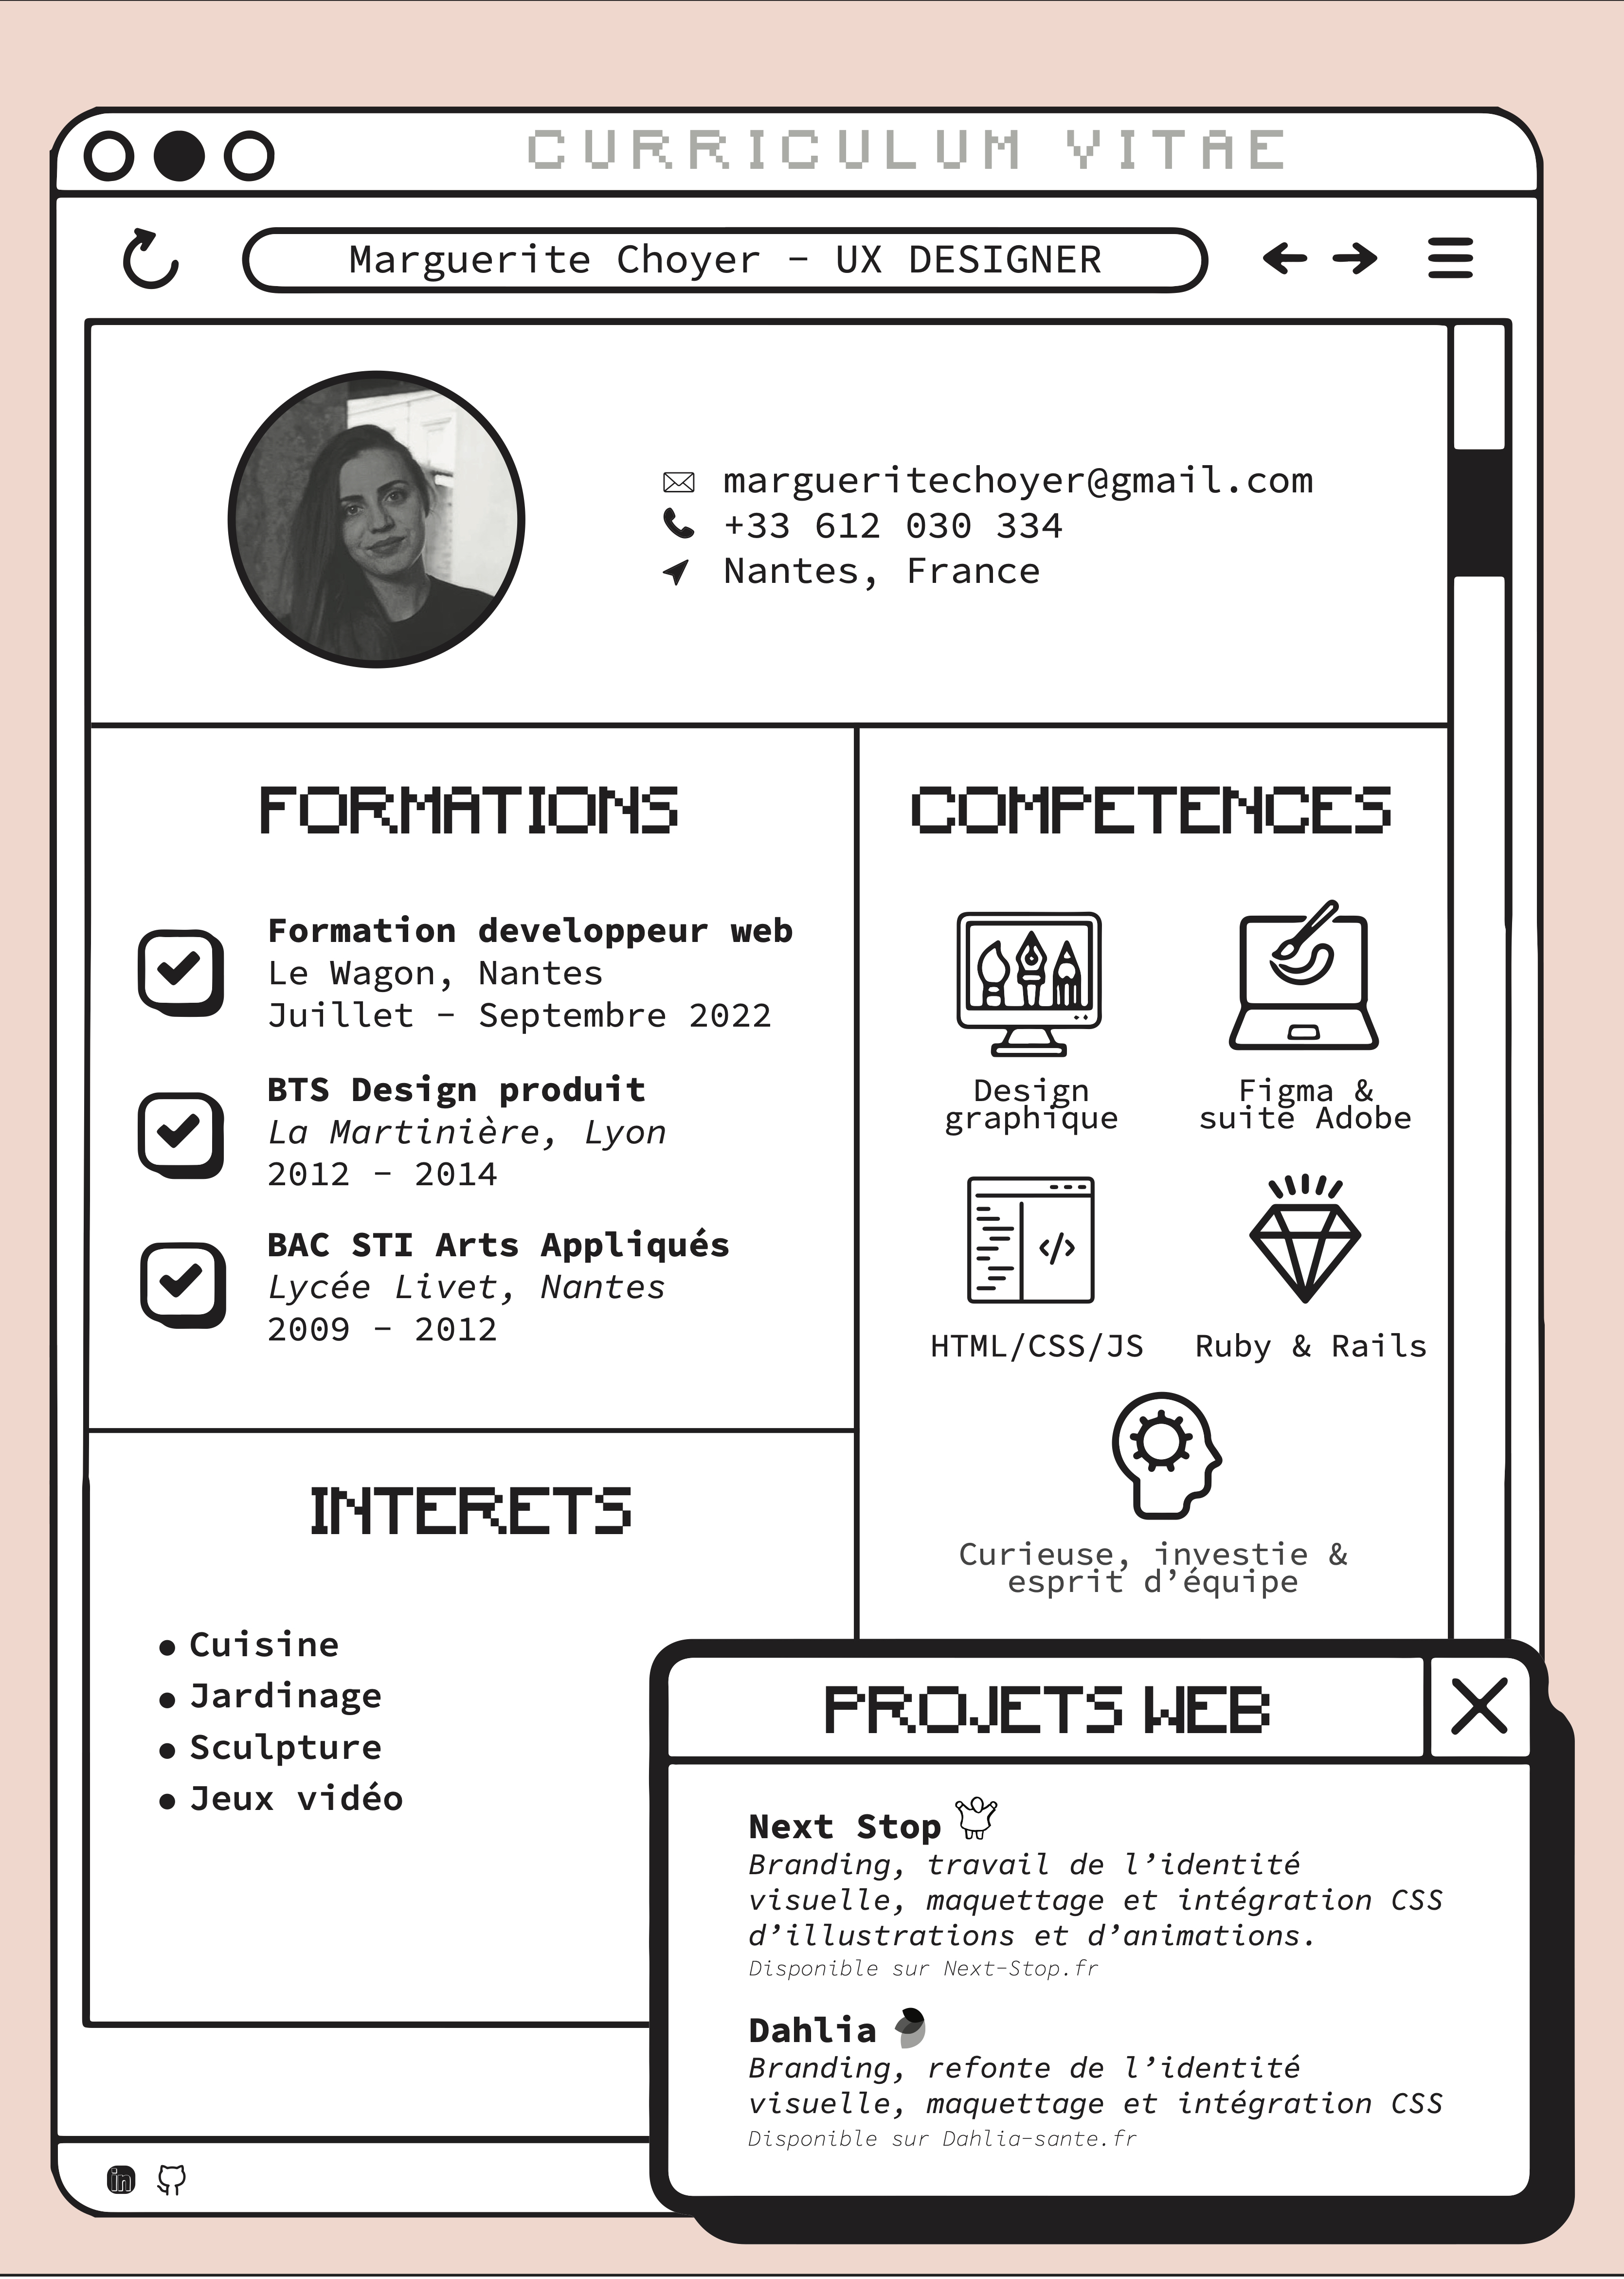 CURRICULUM VITAE
Marguerite Choyer - UX DESIGNER
margueritechoyer@gmail.com
+33 612 030 334
Nantes, France
FORMATIONS
Formation developpeur web
Le Wagon, Nantes
Juillet - Septembre 2022
BTS Design produit
La Martinière, Lyon
2012 - 2014
BAC STI Arts Appliqués
Lycée Livet, Nantes
2009 - 2012
COMPETENCES
Design
graphique
Figma &
suite Adobe
</>
HTML/CSS/JS
Ruby & Rails
Curieuse, investie &
esprit d’équipe
INTERETS
• Cuisine
• Jardinage
• Sculpture
• Jeux vidéo
PROJETS WEB
Next Stop
Branding, travail de l’identité
visuelle, maquettage et intégration CSS
d’illustrations et d’animations.
Disponible sur Next-Stop.fr
Dahlia
Branding, refonte de l’identité
visuelle, maquettage et intégration CSS
Disponible sur Dahlia-sante.fr
in